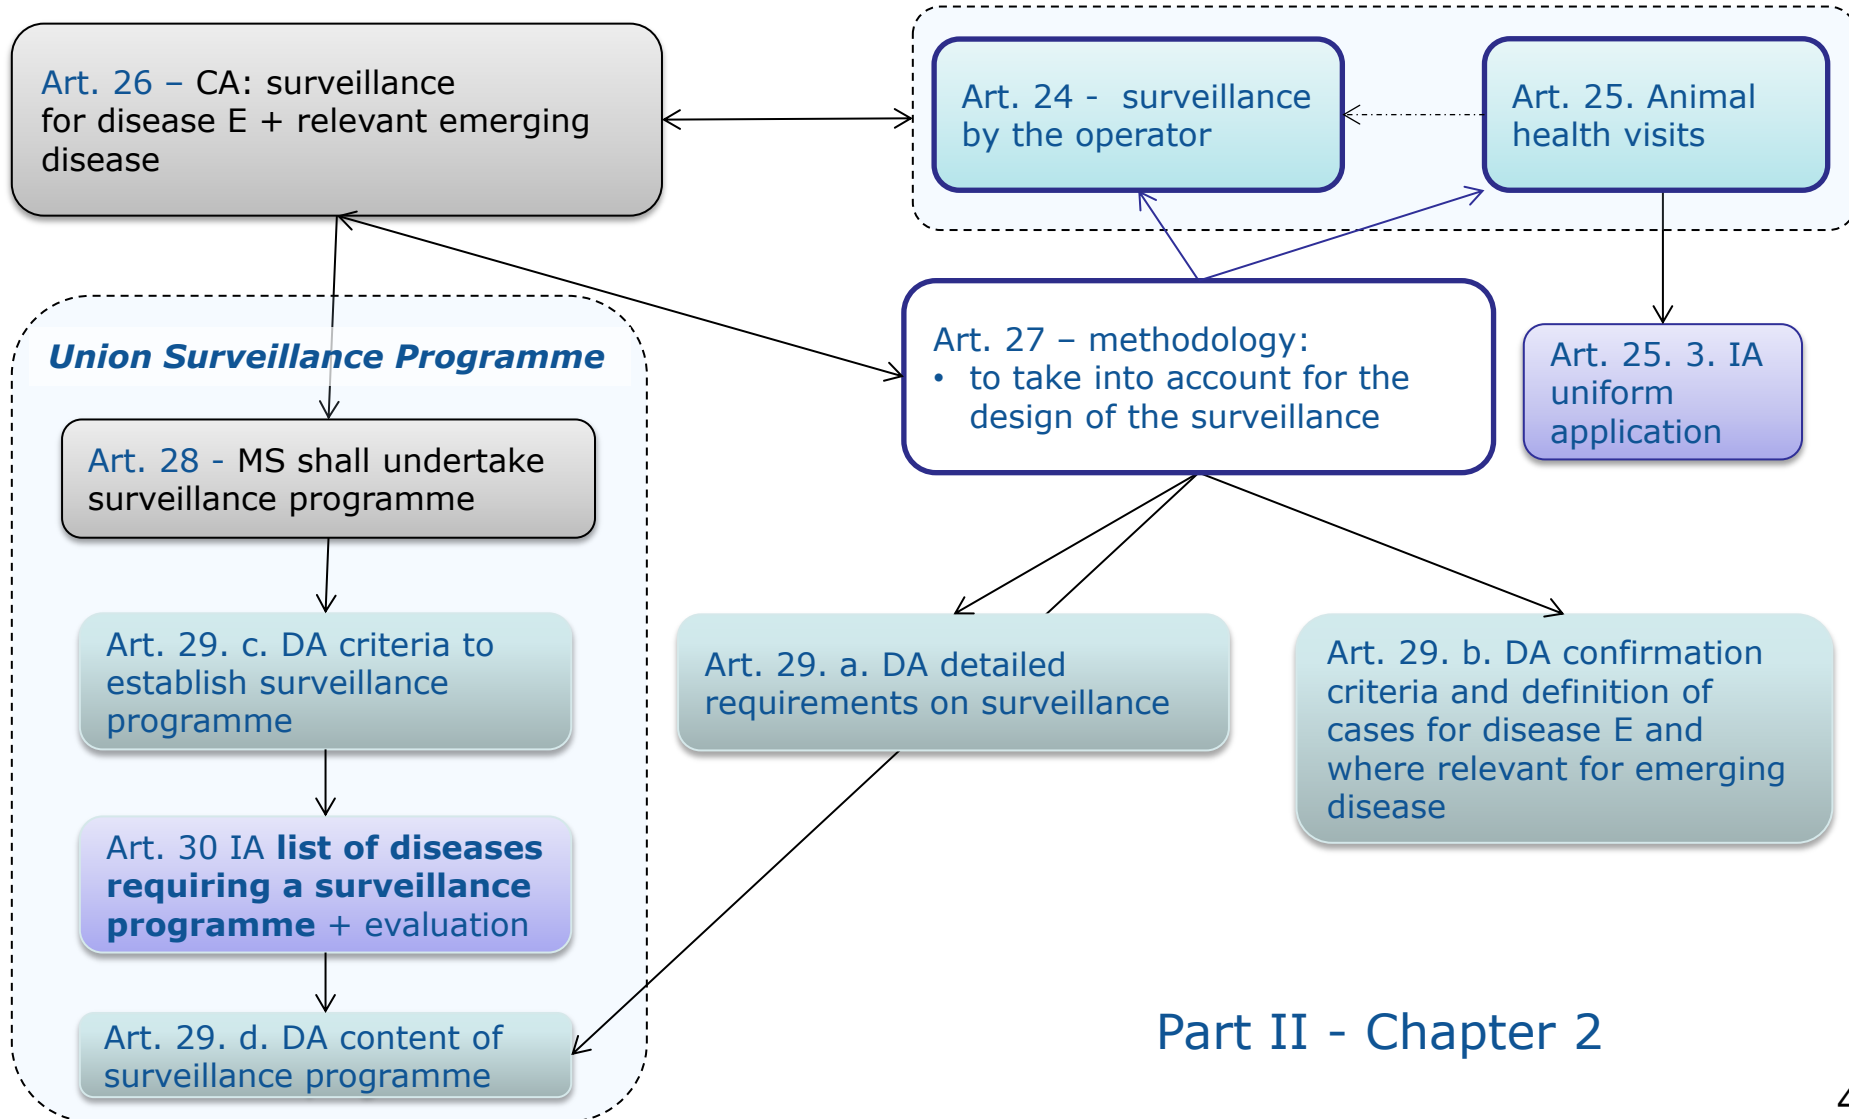 Art. 26 – CA: surveillance
for disease E + relevant emerging
disease
Art. 24 - surveillance
by the operator
Art. 25. Animal
health visits
Union Surveillance Programme
Art. 27 – methodology:
• to take into account for the
design of the surveillance
Art. 25. 3. IA
uniform
application
Art. 28 - MS shall undertake
surveillance programme
Art. 29. c. DA criteria to
establish surveillance
programme
Art. 29. a. DA detailed
requirements on surveillance
Art. 29. b. DA confirmation
criteria and definition of
cases for disease E and
where relevant for emerging
disease
Art. 30 IA list of diseases
requiring a surveillance
programme + evaluation
Art. 29. d. DA content of
surveillance programme
Part II - Chapter 2